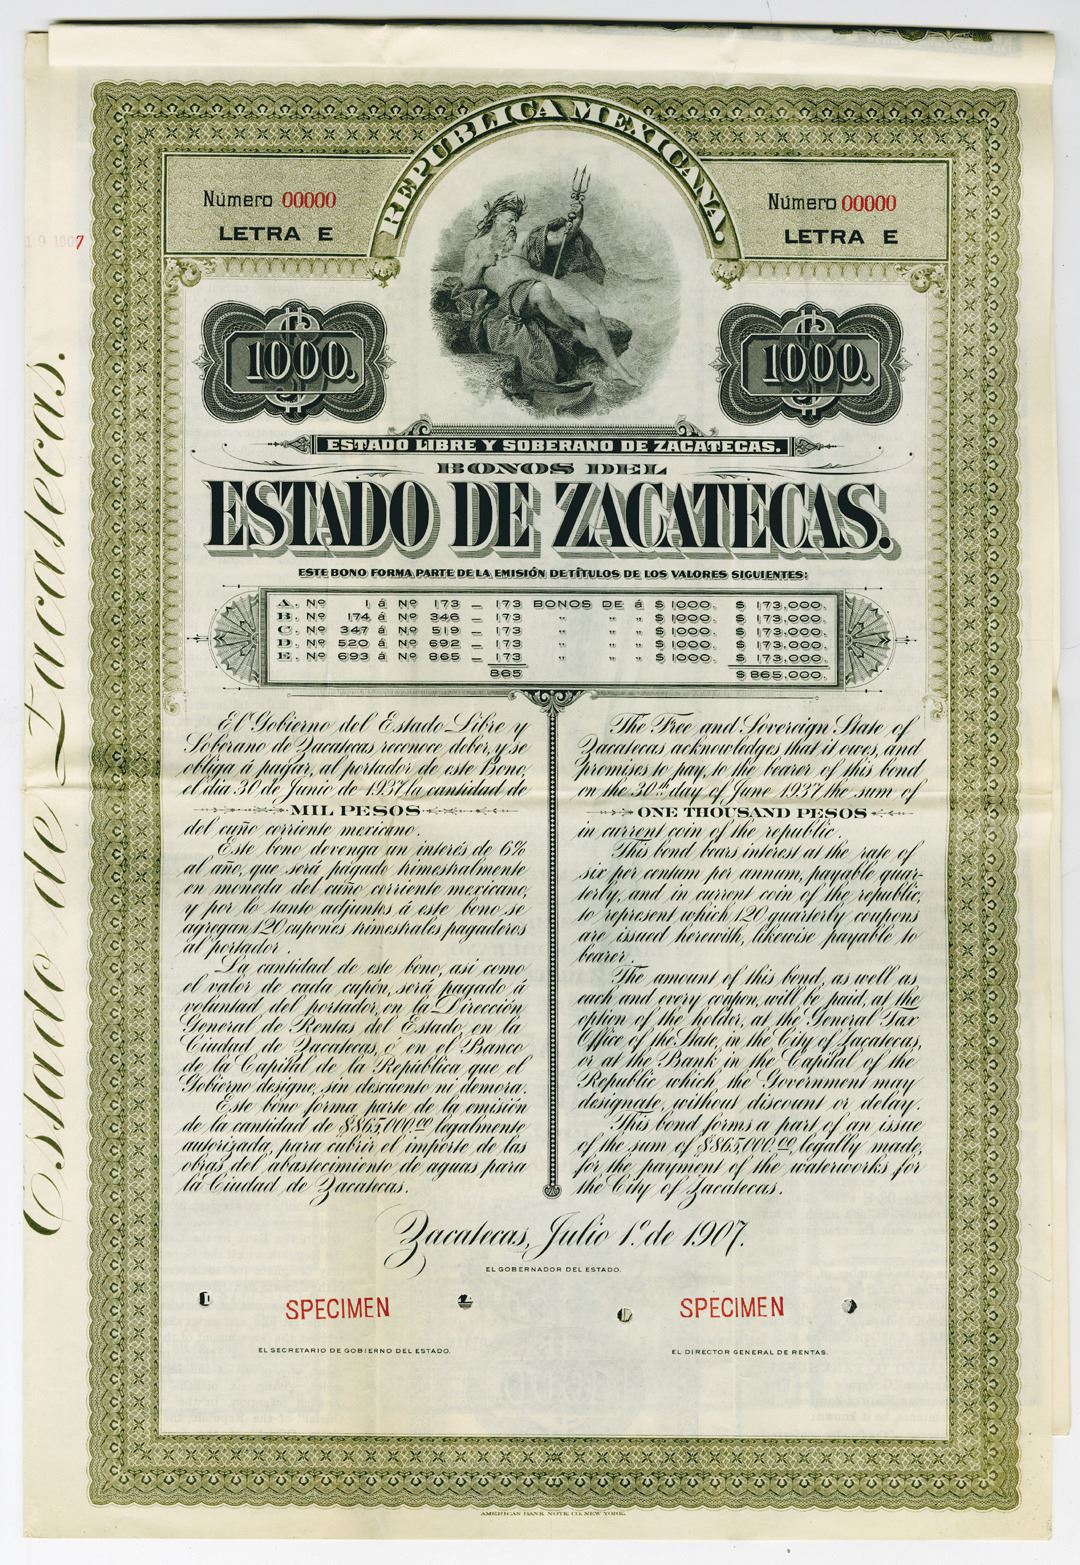 REPUBLICA MEXICANA
Número 00000
LETRA E
Número 00000
LETRA E
1907
$1000.
$1000.
ESTADO LIBRE Y SOBERANO DE ZACATECAS.
BONOS DEL
ESTADO DE ZACATECAS.
ESTE BONO FORMA PARTE DE LA EMISIÓN DE TÍTULOS DE LOS VALORES SIGUIENTES:
A. Nº 1 á Nº 173 – 173 BONOS DE á $1000. $173,000.
B. Nº 174 á Nº 346 – 173 " " " $1000. $173,000.
C. Nº 347 á Nº 519 – 173 " " " $1000. $173,000.
D. Nº 520 á Nº 692 – 173 " " " $1000. $173,000.
E. Nº 693 á Nº 865 – 173 " " " $1000. $173,000.
865 $865,000.
El Gobierno del Estado Libre y
Soberano de Zacatecas reconoce deber, y se
obliga á pagar, al portador de este Bono,
el día 30 de Junio de 1937 la cantidad de
MIL PESOS
del cuño corriente mexicano.
Este bono devenga un interés de 6%
al año, que será pagado trimestralmente
en moneda del cuño corriente mexicano,
y por lo tanto adjuntos á este bono se
agregan 120 cupones trimestrales pagaderos
al portador.
La cantidad de este bono, así como
el valor de cada cupón, será pagado á
voluntad del portador, en la Dirección
General de Rentas del Estado, en la
Ciudad de Zacatecas, ó en el Banco
de la Capital de la República que el
Gobierno designe, sin descuento ni demora.
Este bono forma parte de la emisión
de la cantidad de $865,000.00 legalmente
autorizada, para cubrir el importe de las
obras del abastecimiento de aguas para
la Ciudad de Zacatecas.
The Free and Sovereign State of
Zacatecas acknowledges that it owes, and
promises to pay, to the bearer of this bond
on the 30th day of June 1937 the sum of
ONE THOUSAND PESOS
in current coin of the republic.
This bond bears interest at the rate of
six per centum per annum, payable quar-
terly, and in current coin of the republic,
to represent which 120 quarterly coupons
are issued herewith, likewise payable to
bearer.
The amount of this bond, as well as
each and every coupon, will be paid, at the
option of the holder, at the General Tax
Office of the State, in the City of Zacatecas,
or at the Bank in the Capital of the
Republic which the Government may
designate, without discount or delay.
This bond forms a part of an issue
of the sum of $865,000.00, legally made,
for the payment of the waterworks for
the City of Zacatecas.
Zacatecas, Julio 1º de 1907.
EL GOBERNADOR DEL ESTADO.
SPECIMEN
SPECIMEN
EL SECRETARIO DE GOBIERNO DEL ESTADO.
EL DIRECTOR GENERAL DE RENTAS.
AMERICAN BANK NOTE CO. NEW YORK.
Estado de Zacatecas.